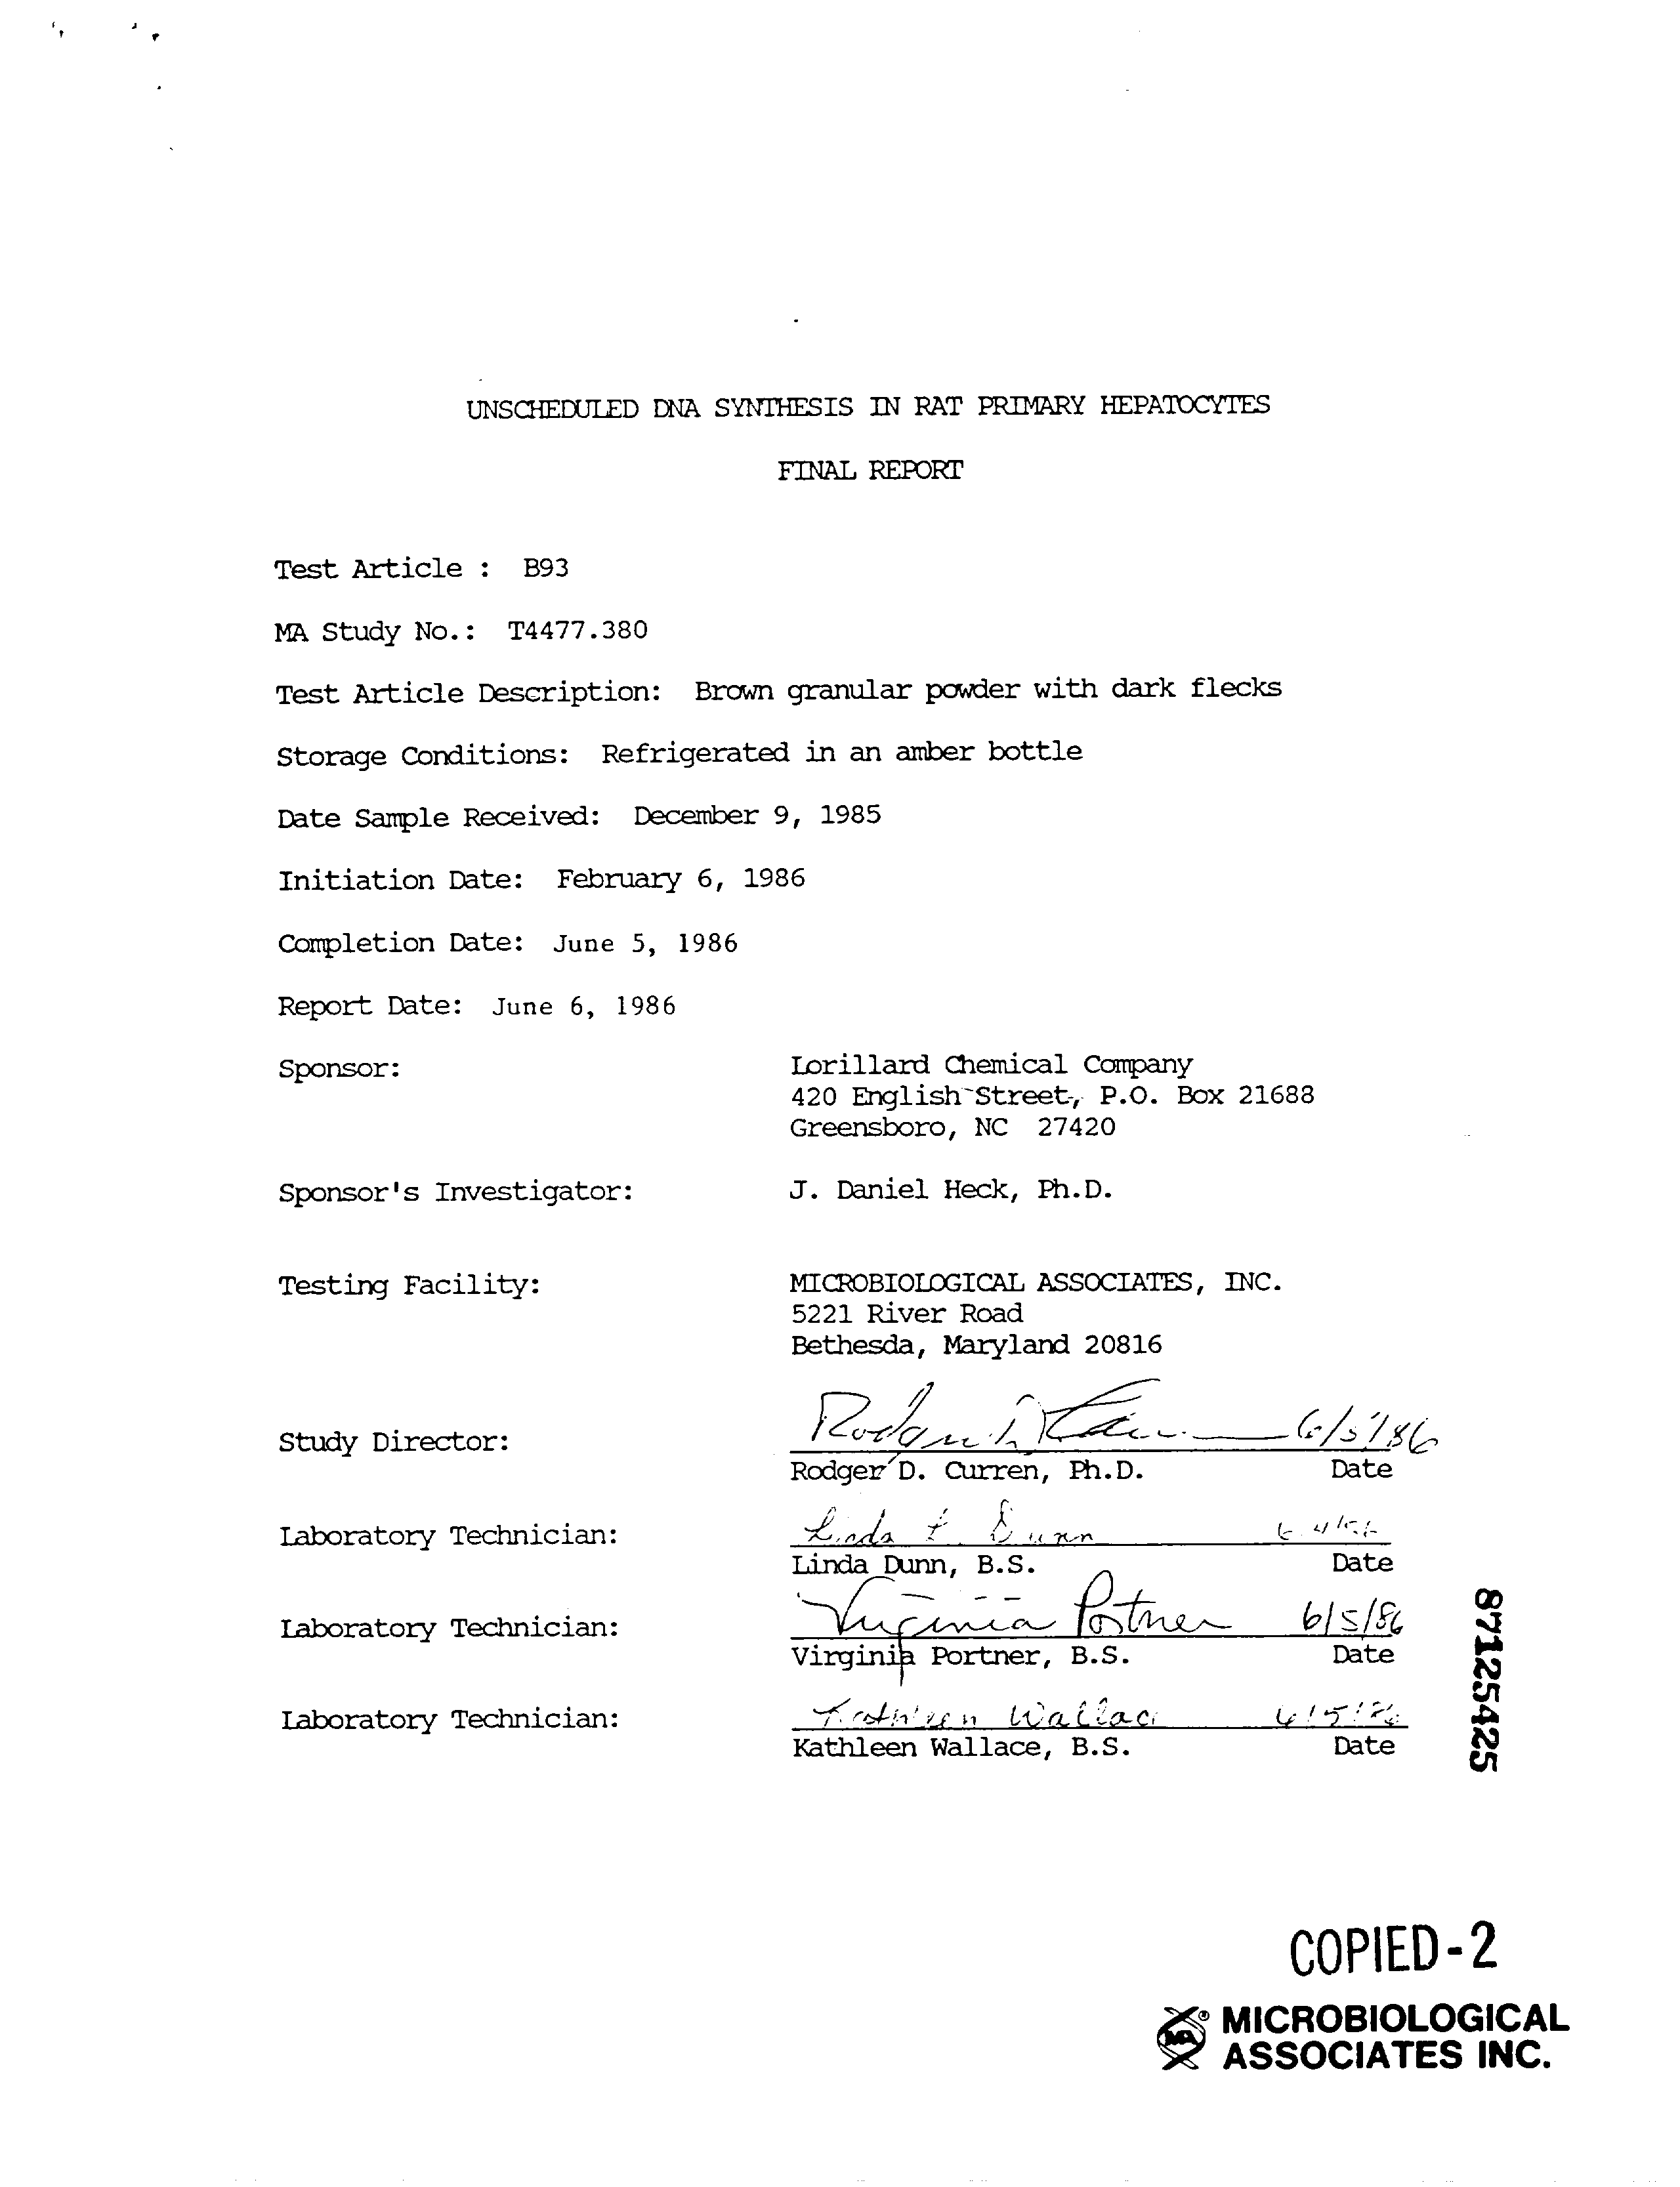 UNSCHEDULED DNA SYNTHESIS IN RAT PRIMARY HEPATOCYTES
FINAL REPORT
Test Article : B93
MA Study No.: T4477.380
Test Article Description: Brown granular powder with dark flecks
Storage Conditions: Refrigerated in an amber bottle
Date Sample Received: December 9, 1985
Initiation Date: February 6, 1986
Completion Date: June 5, 1986
Report Date: June 6, 1986
Sponsor: Lorillard Chemical Company
420 English Street, P.O. Box 21688
Greensboro, NC 27420
Sponsor's Investigator: J. Daniel Heck, Ph.D.
Testing Facility: MICROBIOLOGICAL ASSOCIATES, INC.
5221 River Road
Bethesda, Maryland 20816
6/5/86
Study Director:
Rodger D. Curren, Ph.D. Date
Linda Dunn
Laboratory Technician:
Linda Dunn, B.S. Date
Virginia Portner 6/5/86
Laboratory Technician:
Virginia Portner, B.S. Date
Kathleen Wallace 6/5/86
Laboratory Technician:
Kathleen Wallace, B.S. Date
87125425
COPIED-2
MA
MICROBIOLOGICAL
ASSOCIATES INC.